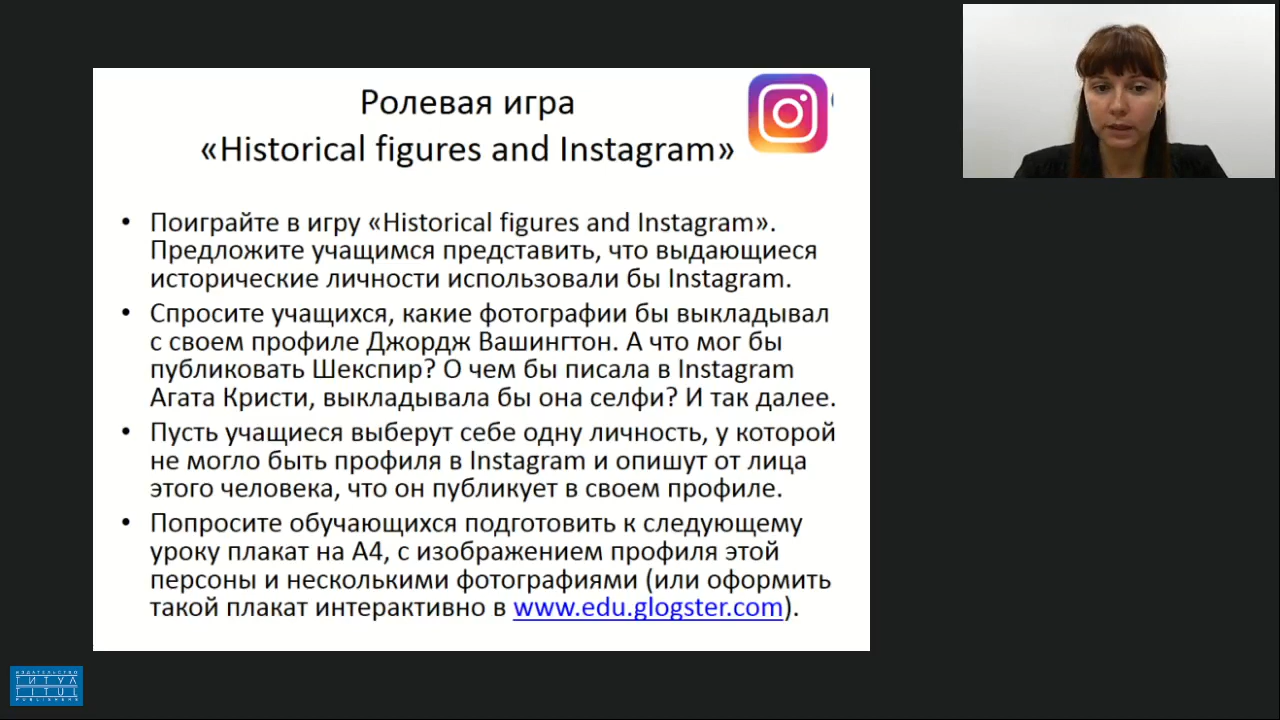 Ролевая игра
«Historical figures and Instagram»
• Поиграйте в игру «Historical figures and Instagram».
Предложите учащимся представить, что выдающиеся
исторические личности использовали бы Instagram.
• Спросите учащихся, какие фотографии бы выкладывал
с своем профиле Джордж Вашингтон. А что мог бы
публиковать Шекспир? О чем бы писала в Instagram
Агата Кристи, выкладывала бы она селфи? И так далее.
• Пусть учащиеся выберут себе одну личность, у которой
не могло быть профиля в Instagram и опишут от лица
этого человека, что он публикует в своем профиле.
• Попросите обучающихся подготовить к следующему
уроку плакат на А4, с изображением профиля этой
персоны и несколькими фотографиями (или оформить
такой плакат интерактивно в www.edu.glogster.com).
ИЗДАТЕЛЬСТВО
ТИТУЛ
TITUL
PUBLISHERS